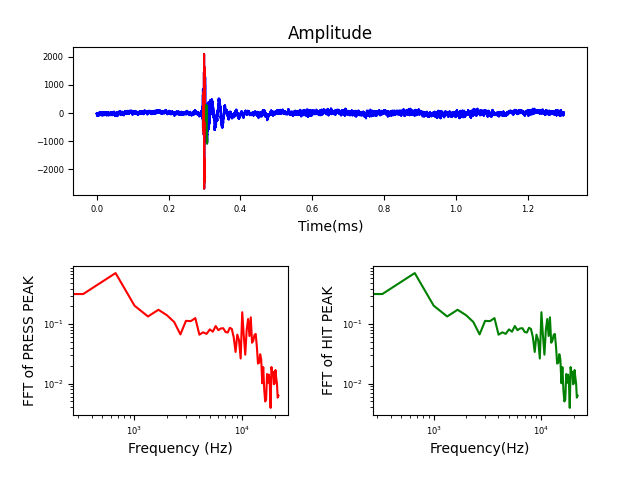 Amplitude
2000
1000
0
−1000
−2000
0.0 0.2 0.4 0.6 0.8 1.0 1.2
Time(ms)
FFT of PRESS PEAK
10⁻¹
10⁻²
10³ 10⁴
Frequency (Hz)
FFT of HIT PEAK
10⁻¹
10⁻²
10³ 10⁴
Frequency(Hz)